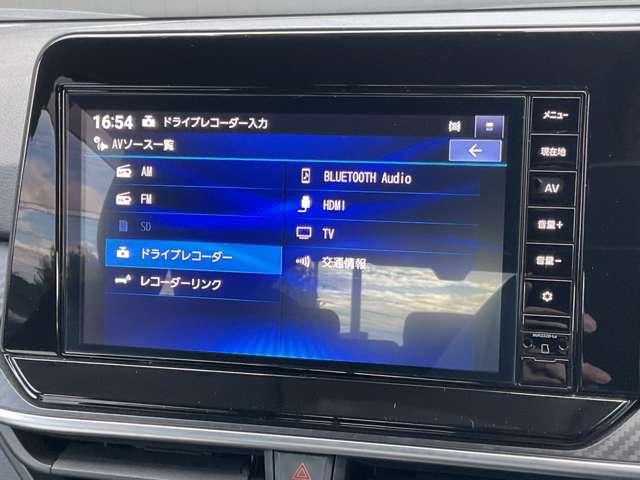 16:54 ドライブレコーダー入力
AVソース一覧
AM
FM
SD
ドライブレコーダー
レコーダーリンク
BLUETOOTH Audio
HDMI
TV
交通情報
メニュー
現在地
AV
音量+
音量-